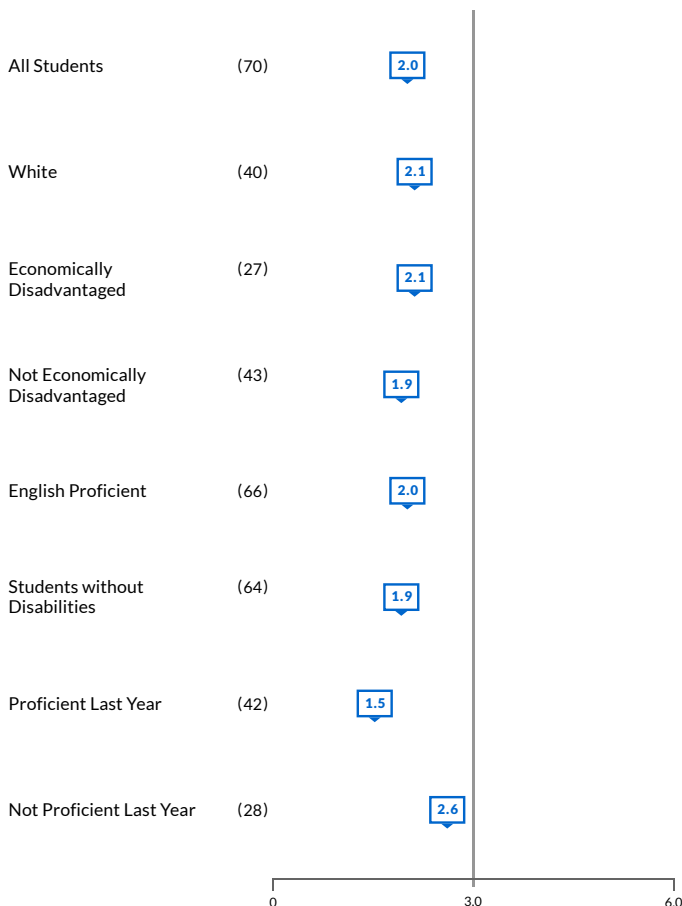 All Students (70) 2.0
White (40) 2.1
Economically (27) 2.1
Disadvantaged
Not Economically (43) 1.9
Disadvantaged
English Proficient (66) 2.0
Students without (64) 1.9
Disabilities
Proficient Last Year (42) 1.5
Not Proficient Last Year (28) 2.6
0 3.0 6.0